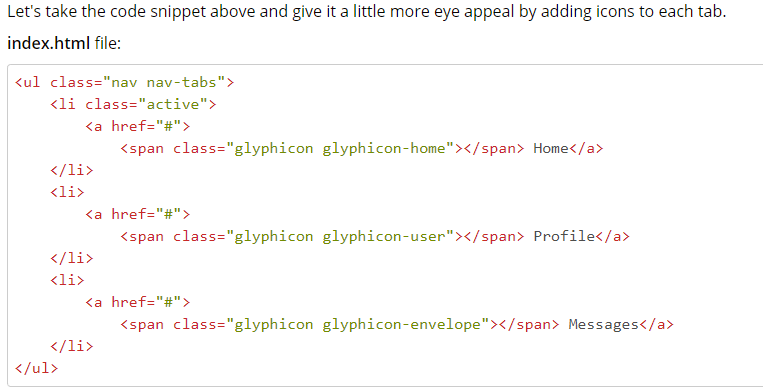 Let's take the code snippet above and give it a little more eye appeal by adding icons to each tab.
index.html file:
<ul class="nav nav-tabs">
    <li class="active">
        <a href="#">
            <span class="glyphicon glyphicon-home"></span> Home</a>
    </li>
    <li>
        <a href="#">
            <span class="glyphicon glyphicon-user"></span> Profile</a>
    </li>
    <li>
        <a href="#">
            <span class="glyphicon glyphicon-envelope"></span> Messages</a>
    </li>
</ul>